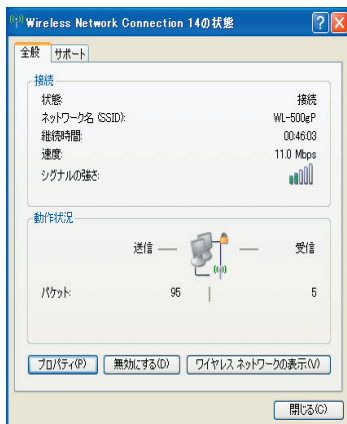 Wireless Network Connection 14の状態
全般 サポート
接続
状態: 接続
ネットワーク名 (SSID): WL-500gP
継続時間: 00:46:03
速度: 11.0 Mbps
シグナルの強さ:
動作状況
送信 — — 受信
パケット: 95 | 5
プロパティ(P) 無効にする(D) ワイヤレス ネットワークの表示(V)
閉じる(C)